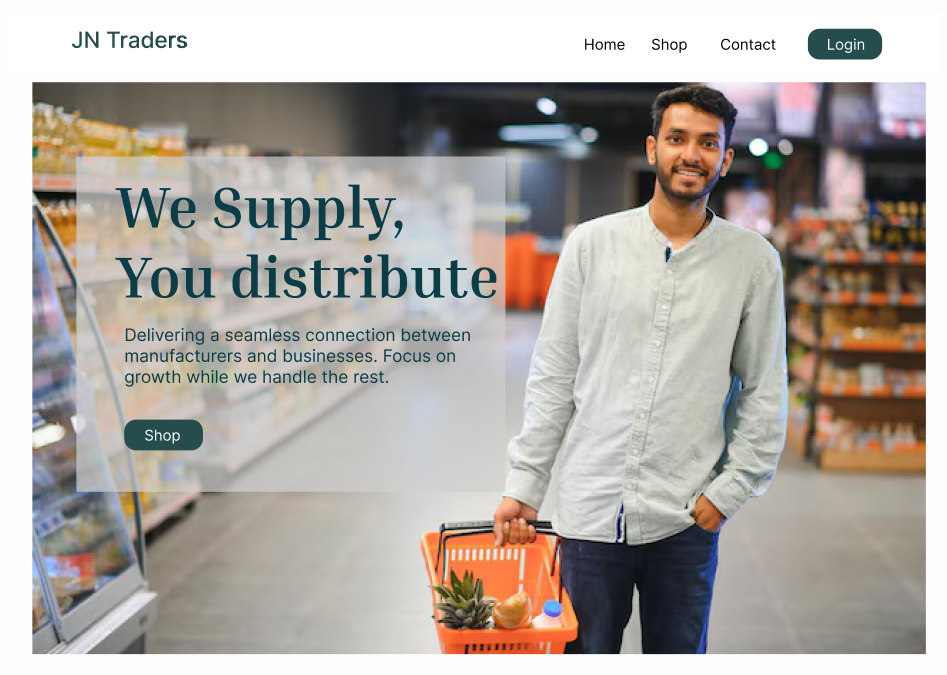 JN Traders
Home Shop Contact Login
We Supply,
You distribute
Delivering a seamless connection between
manufacturers and businesses. Focus on
growth while we handle the rest.
Shop